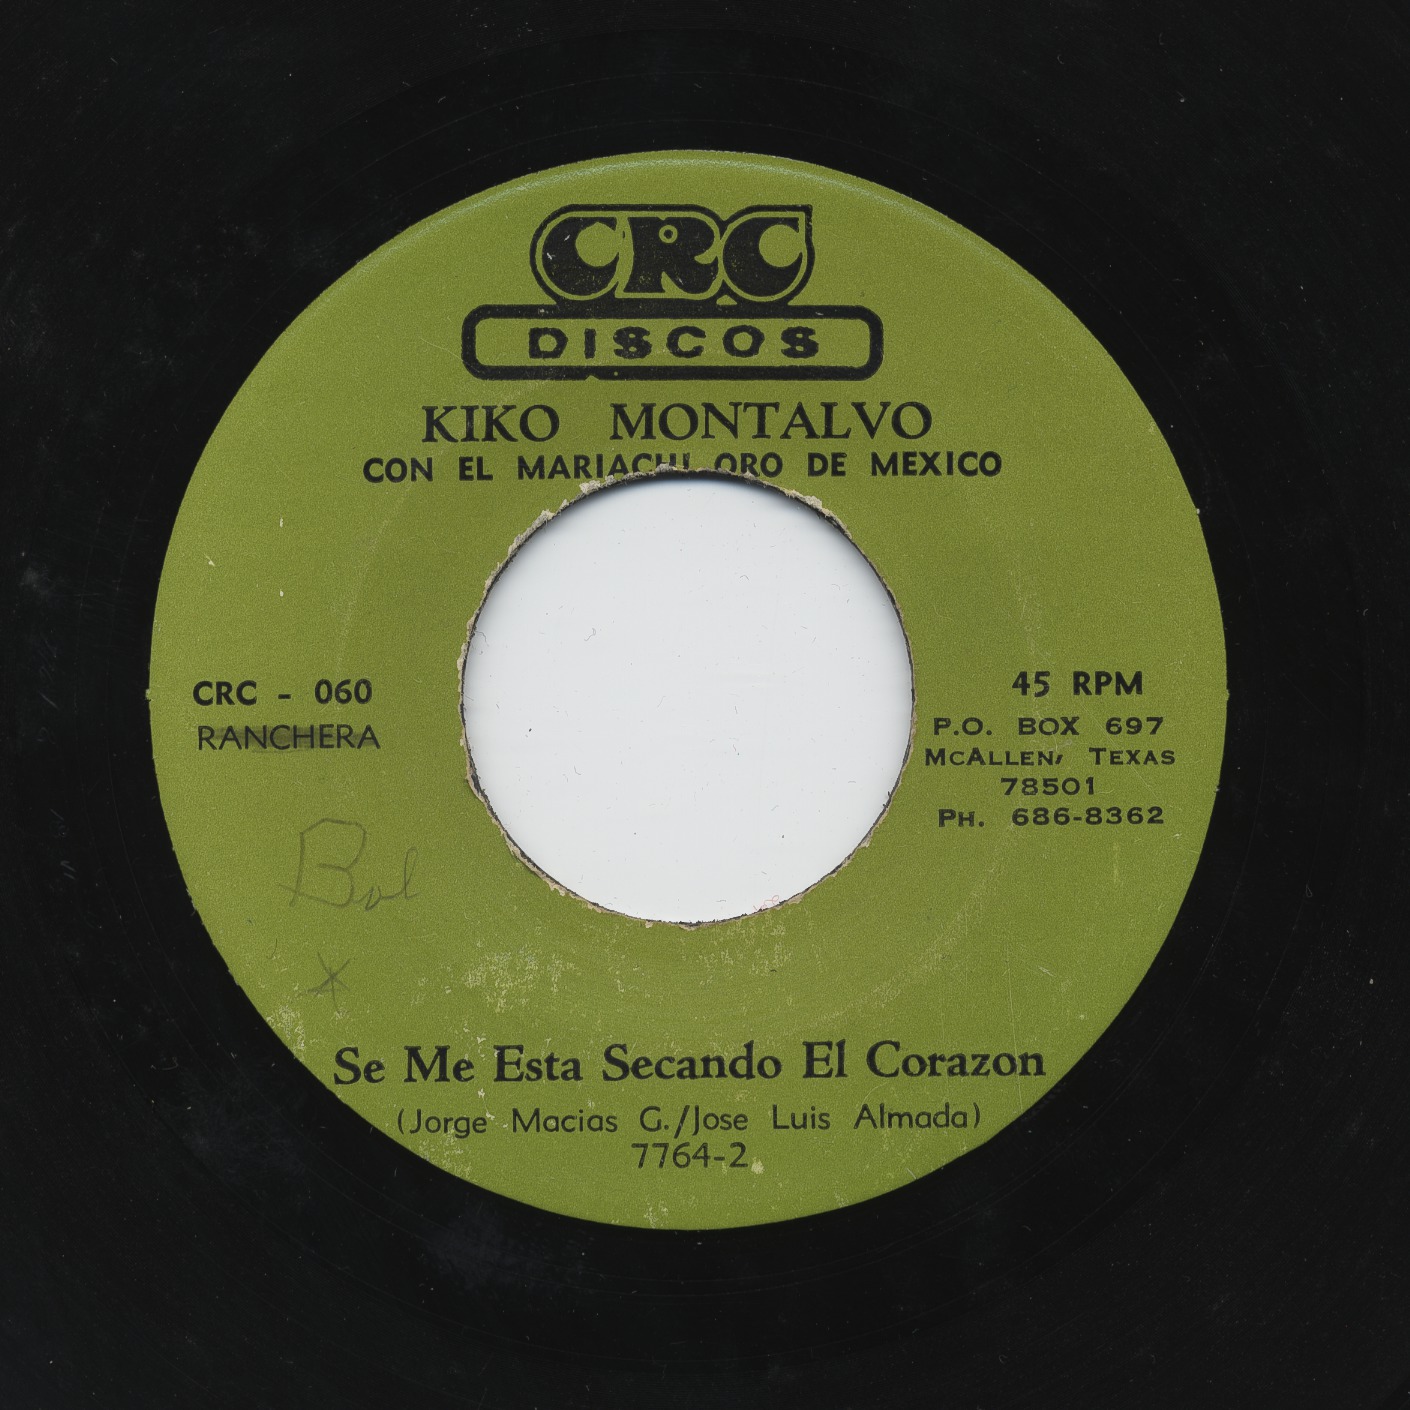 CRC
DISCOS
KIKO MONTALVO
CON EL MARIACHI ORO DE MEXICO
CRC - 060
RANCHERA
45 RPM
P.O. BOX 697
McALLEN, TEXAS
78501
PH. 686-8362
Bol
Se Me Esta Secando El Corazon
(Jorge Macias G./Jose Luis Almada)
7764-2